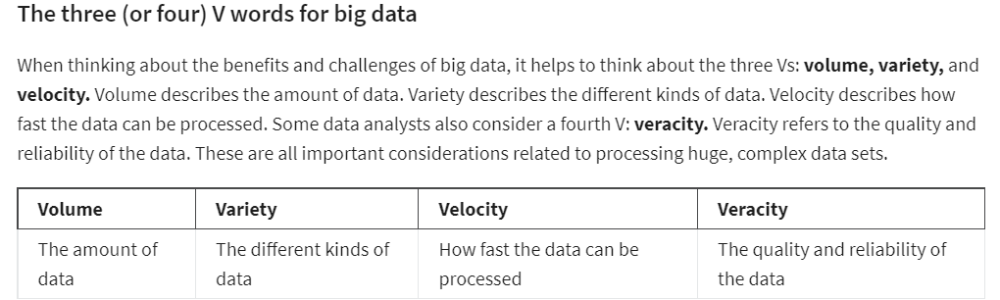 The three (or four) V words for big data
When thinking about the benefits and challenges of big data, it helps to think about the three Vs: volume, variety, and
velocity. Volume describes the amount of data. Variety describes the different kinds of data. Velocity describes how
fast the data can be processed. Some data analysts also consider a fourth V: veracity. Veracity refers to the quality and
reliability of the data. These are all important considerations related to processing huge, complex data sets.
Volume Variety Velocity Veracity
The amount of The different kinds of How fast the data can be The quality and reliability of
data data processed the data